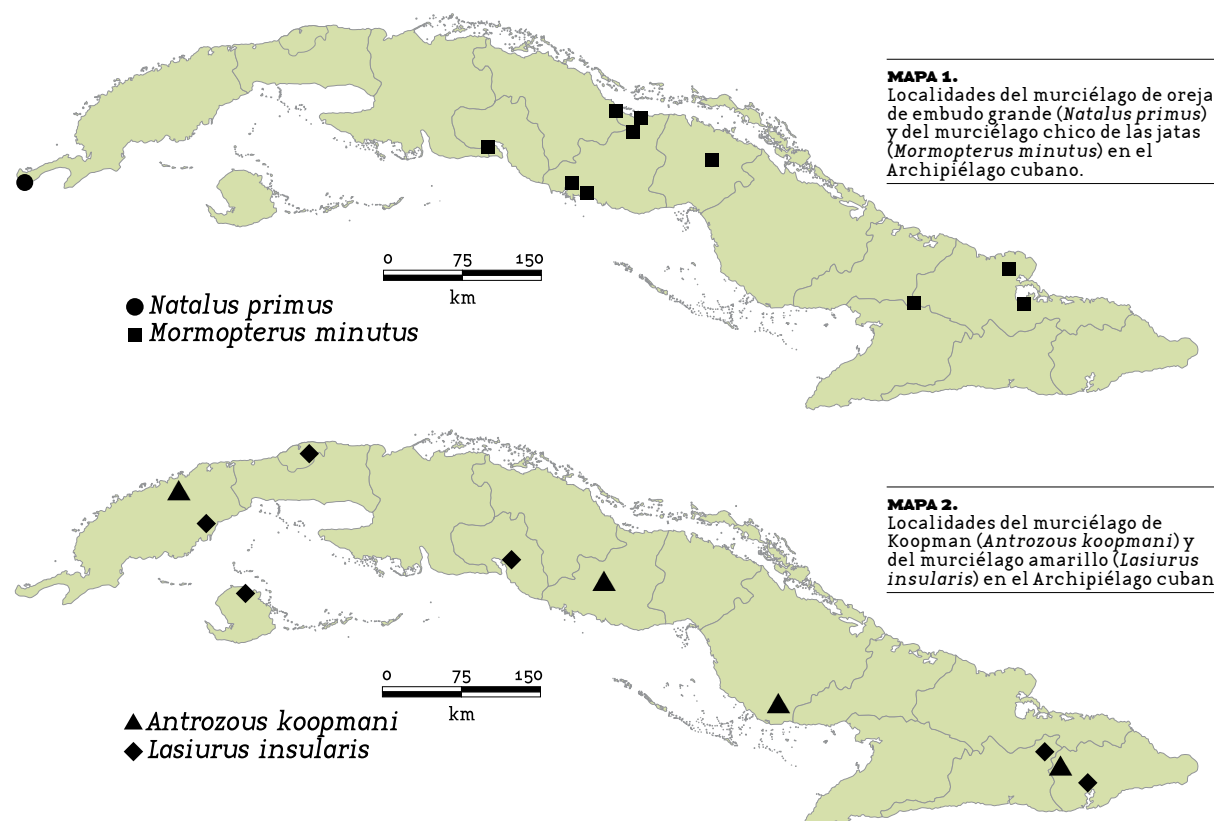 MAPA 1.
Localidades del murciélago de oreja
de embudo grande (Natalus primus)
y del murciélago chico de las jatas
(Mormopterus minutus) en el
Archipiélago cubano.
0 75 150
km
Natalus primus
Mormopterus minutus
MAPA 2.
Localidades del murciélago de
Koopman (Antrozous koopmani) y
del murciélago amarillo (Lasiurus
insularis) en el Archipiélago cuban
0 75 150
km
Antrozous koopmani
Lasiurus insularis